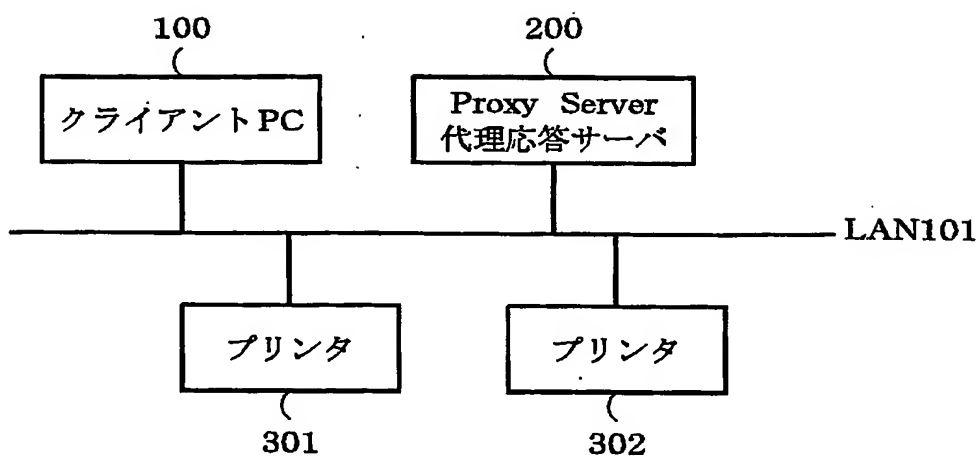 100
200
クライアントPC
Proxy Server
代理応答サーバ
LAN101
プリンタ
プリンタ
301
302